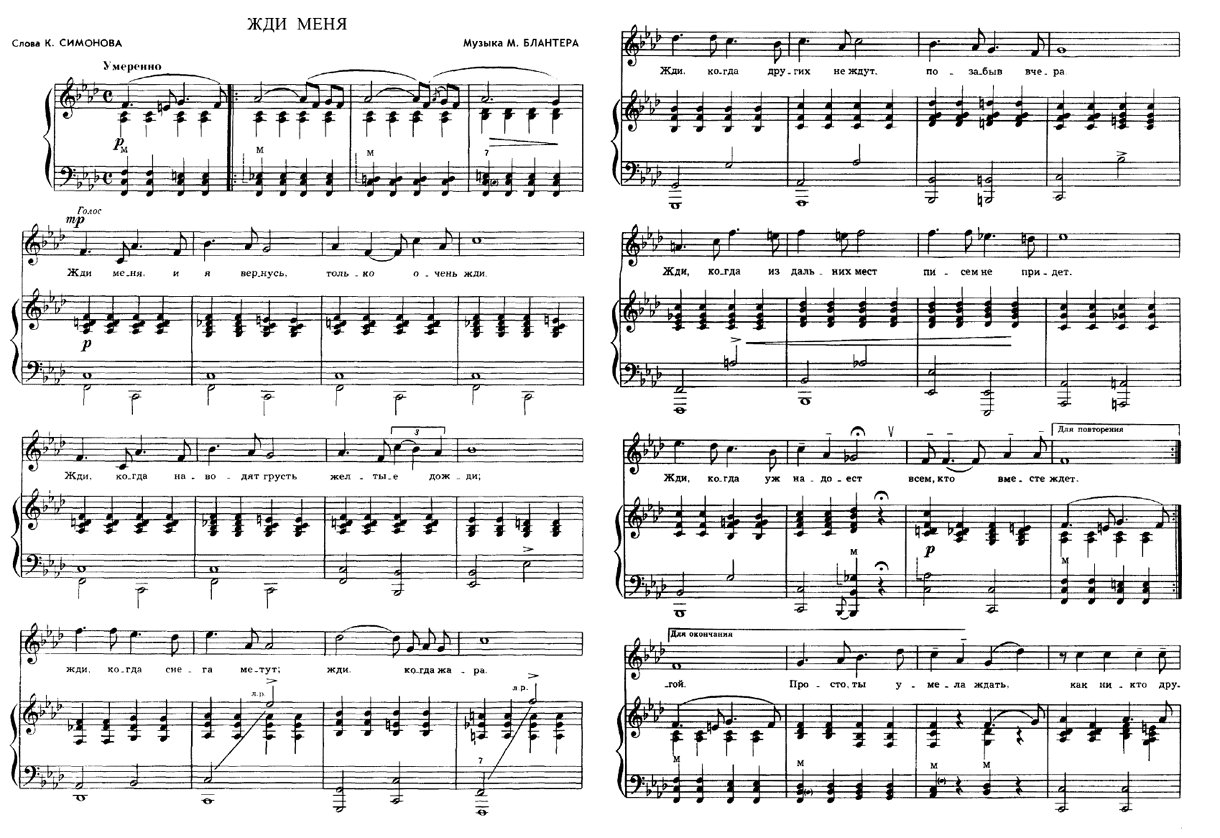 ЖДИ МЕНЯ
Слова К. СИМОНОВА
Музыка М. БЛАНТЕРА
Умеренно
p
М М М 7
Голос
mp
Жди ме_ня. и я вер_нусь, толь_ко о_чень жди.
p
Жди, ко_гда на_во_дят грусть жел_ты_е дож_ди;
3
жди, ко_гда сне_га ме_тут; жди, ко_гда жа_ра.
л.р. л.р.
7
Жди, ко_гда дру_гих не ждут, по_за_быв вче_ра
Жди, ко_гда из даль_них мест пи_сем не при_дет.
V
Для повторения
Жди, ко_гда уж на_до_ест всем, кто вме_сте ждет.
p
М М
Для окончания
_гой. Про_сто, ты у_ме_ла ждать, как ни_кто дру_
М М М